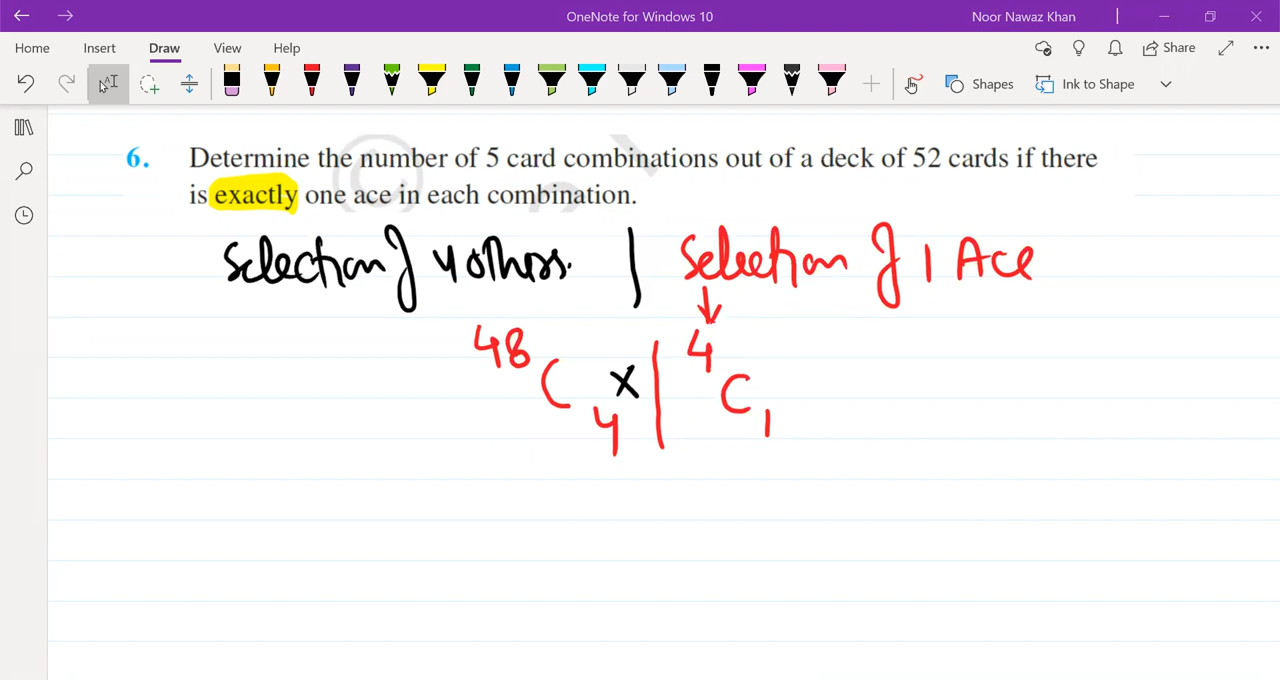 OneNote for Windows 10
Noor Nawaz Khan
Home Insert Draw View Help
Share
Shapes
Ink to Shape
6. Determine the number of 5 card combinations out of a deck of 52 cards if there
is exactly one ace in each combination.
Selection of 4 others. | Selection of 1 Ace
48C4 × | 4C1